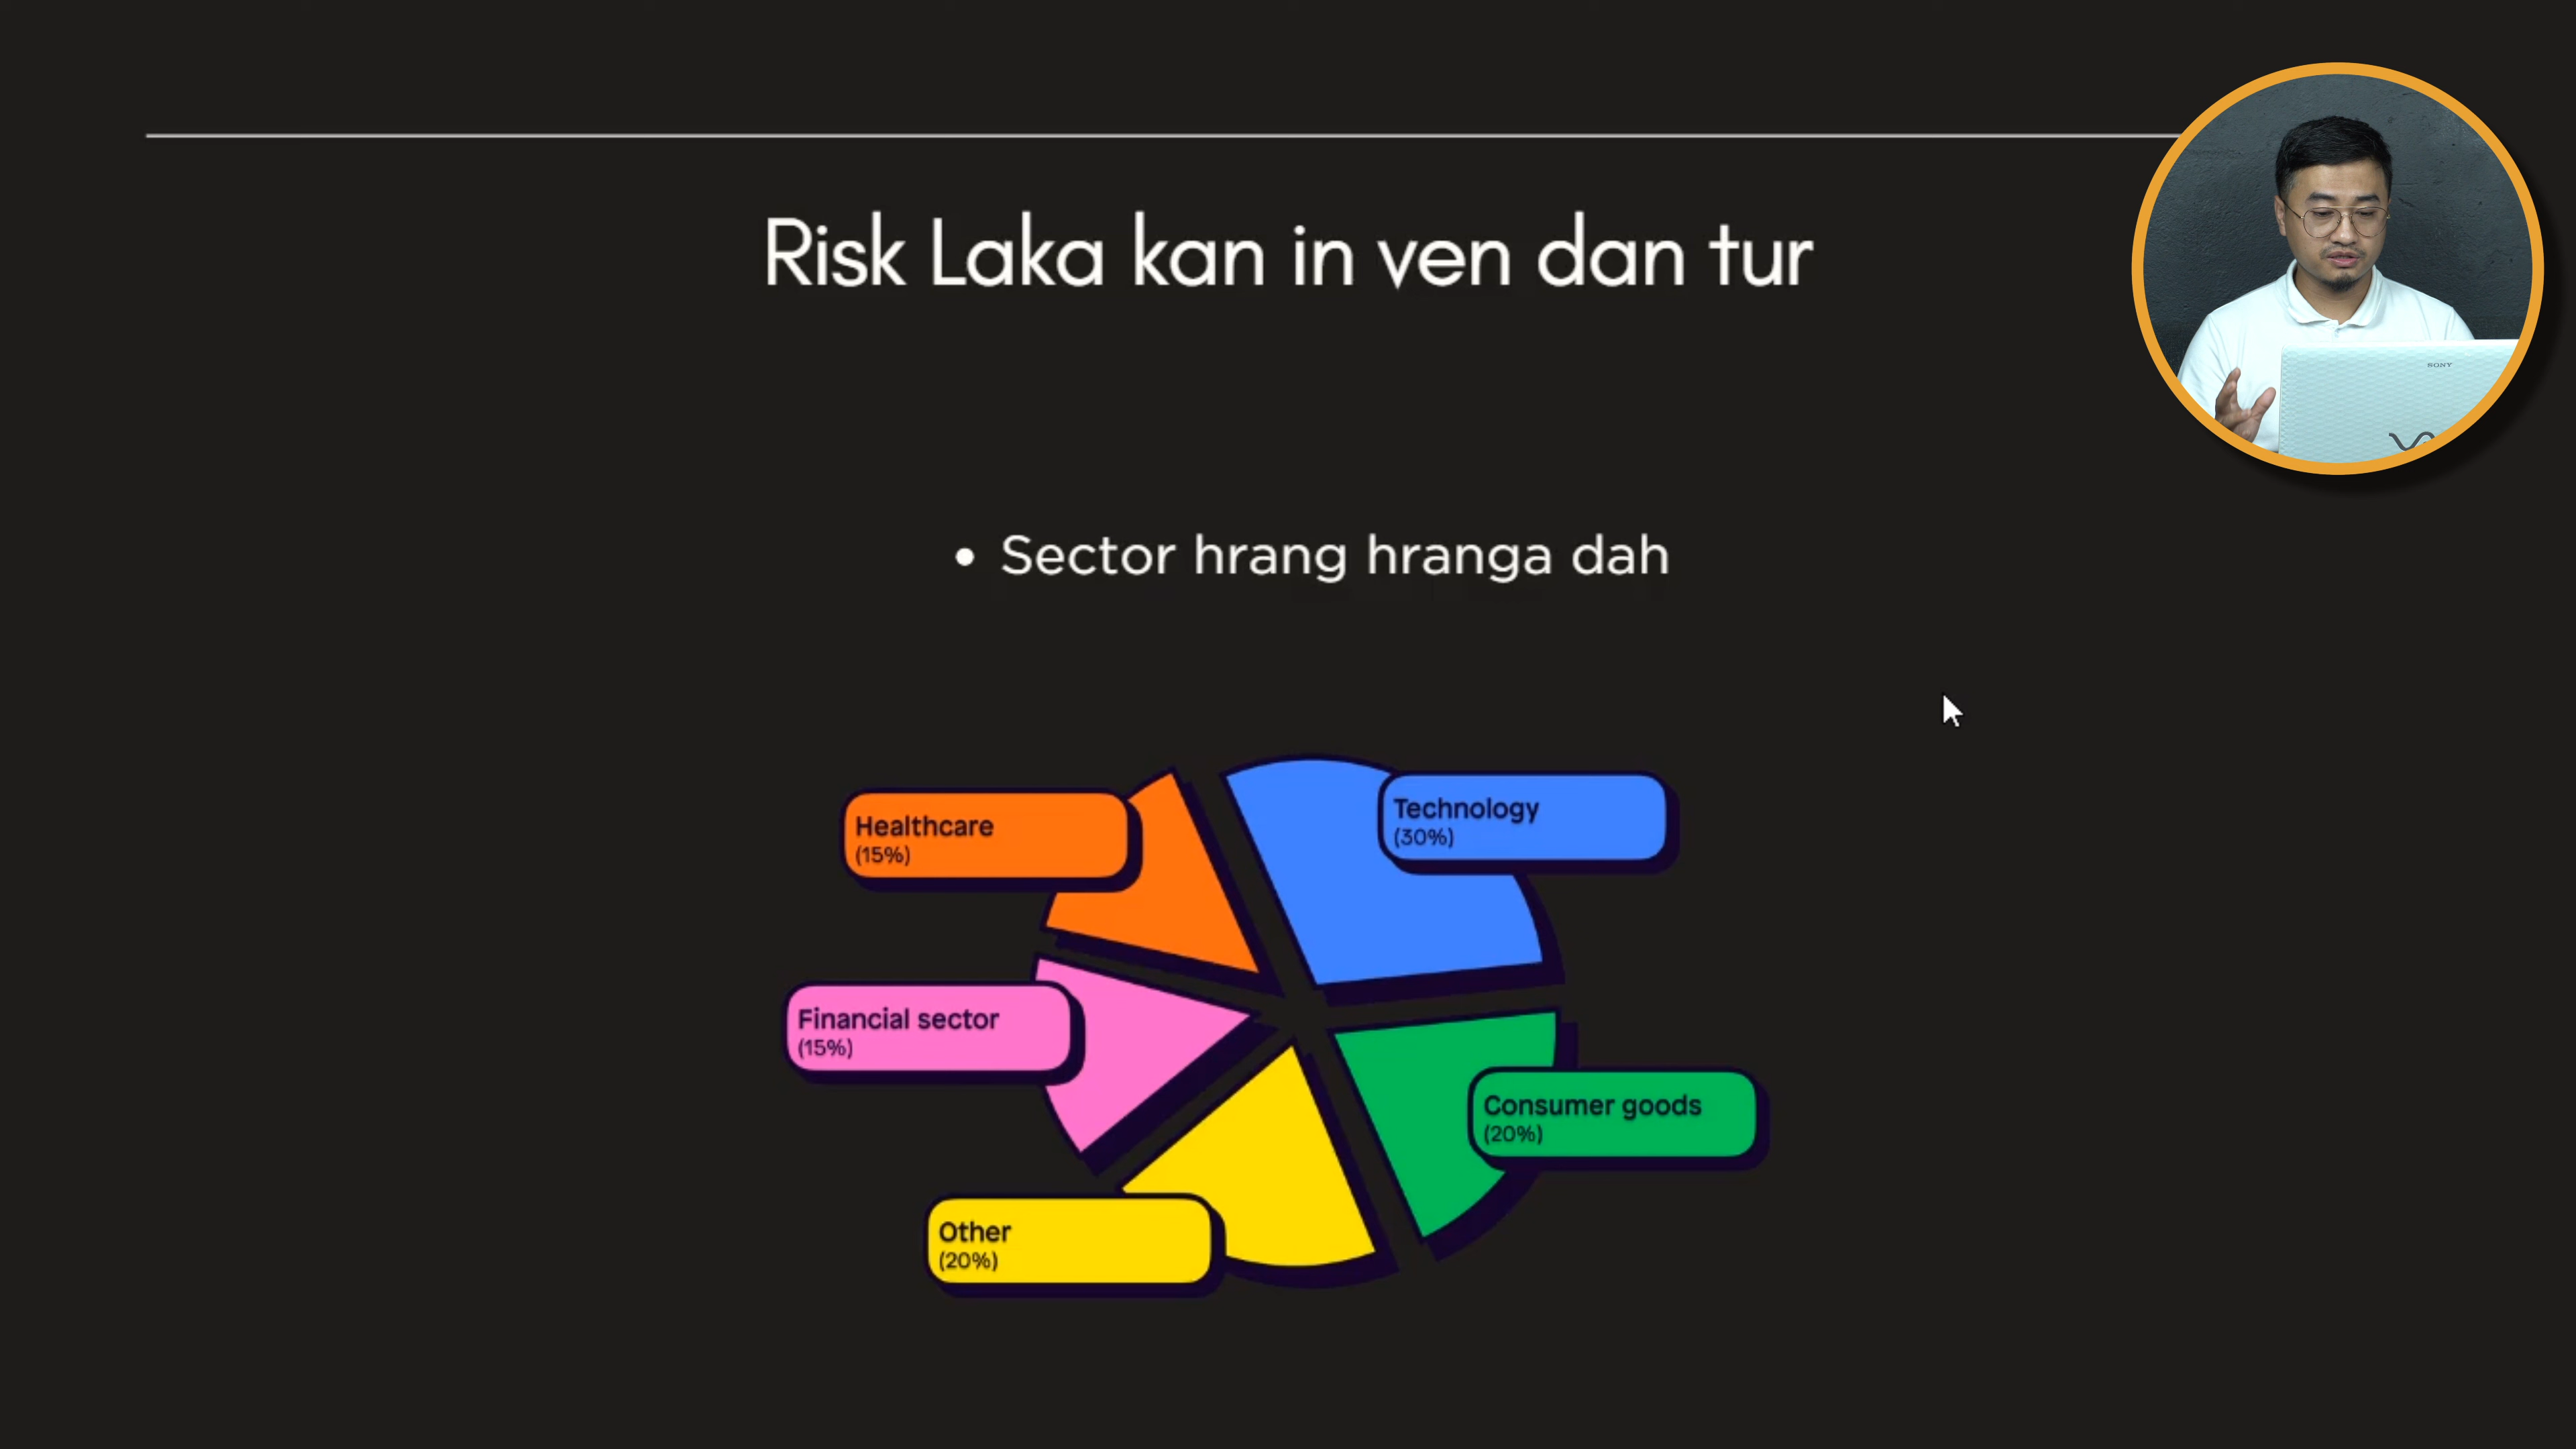 Risk Laka kan in ven dan tur
SONY
• Sector hrang hranga dah
Technology
(30%)
Healthcare
(15%)
Financial sector
(15%)
Consumer goods
(20%)
Other
(20%)